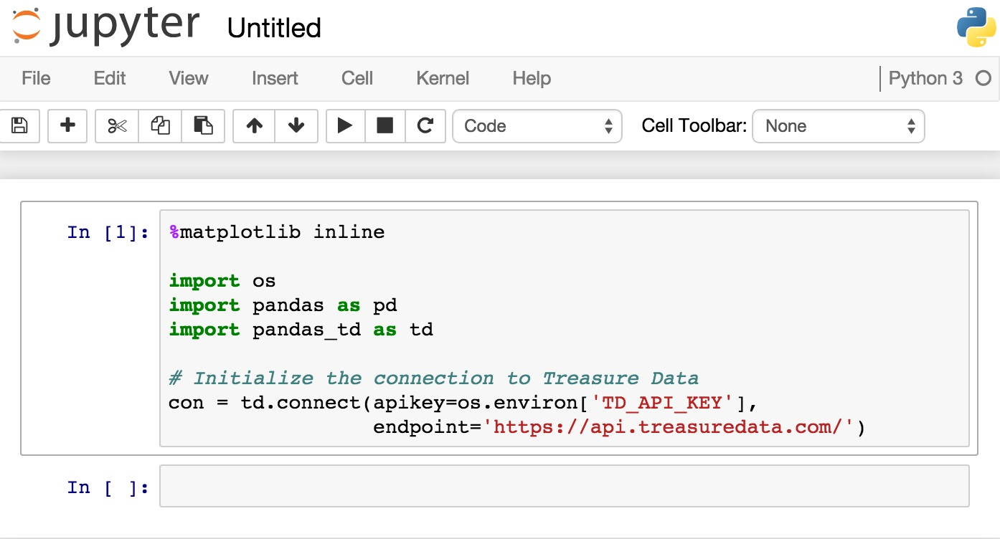 jupyter Untitled
File Edit View Insert Cell Kernel Help Python 3
Code Cell Toolbar: None
In [1]: %matplotlib inline
import os
import pandas as pd
import pandas_td as td
# Initialize the connection to Treasure Data
con = td.connect(apikey=os.environ['TD_API_KEY'],
endpoint='https://api.treasuredata.com/')
In [ ]: